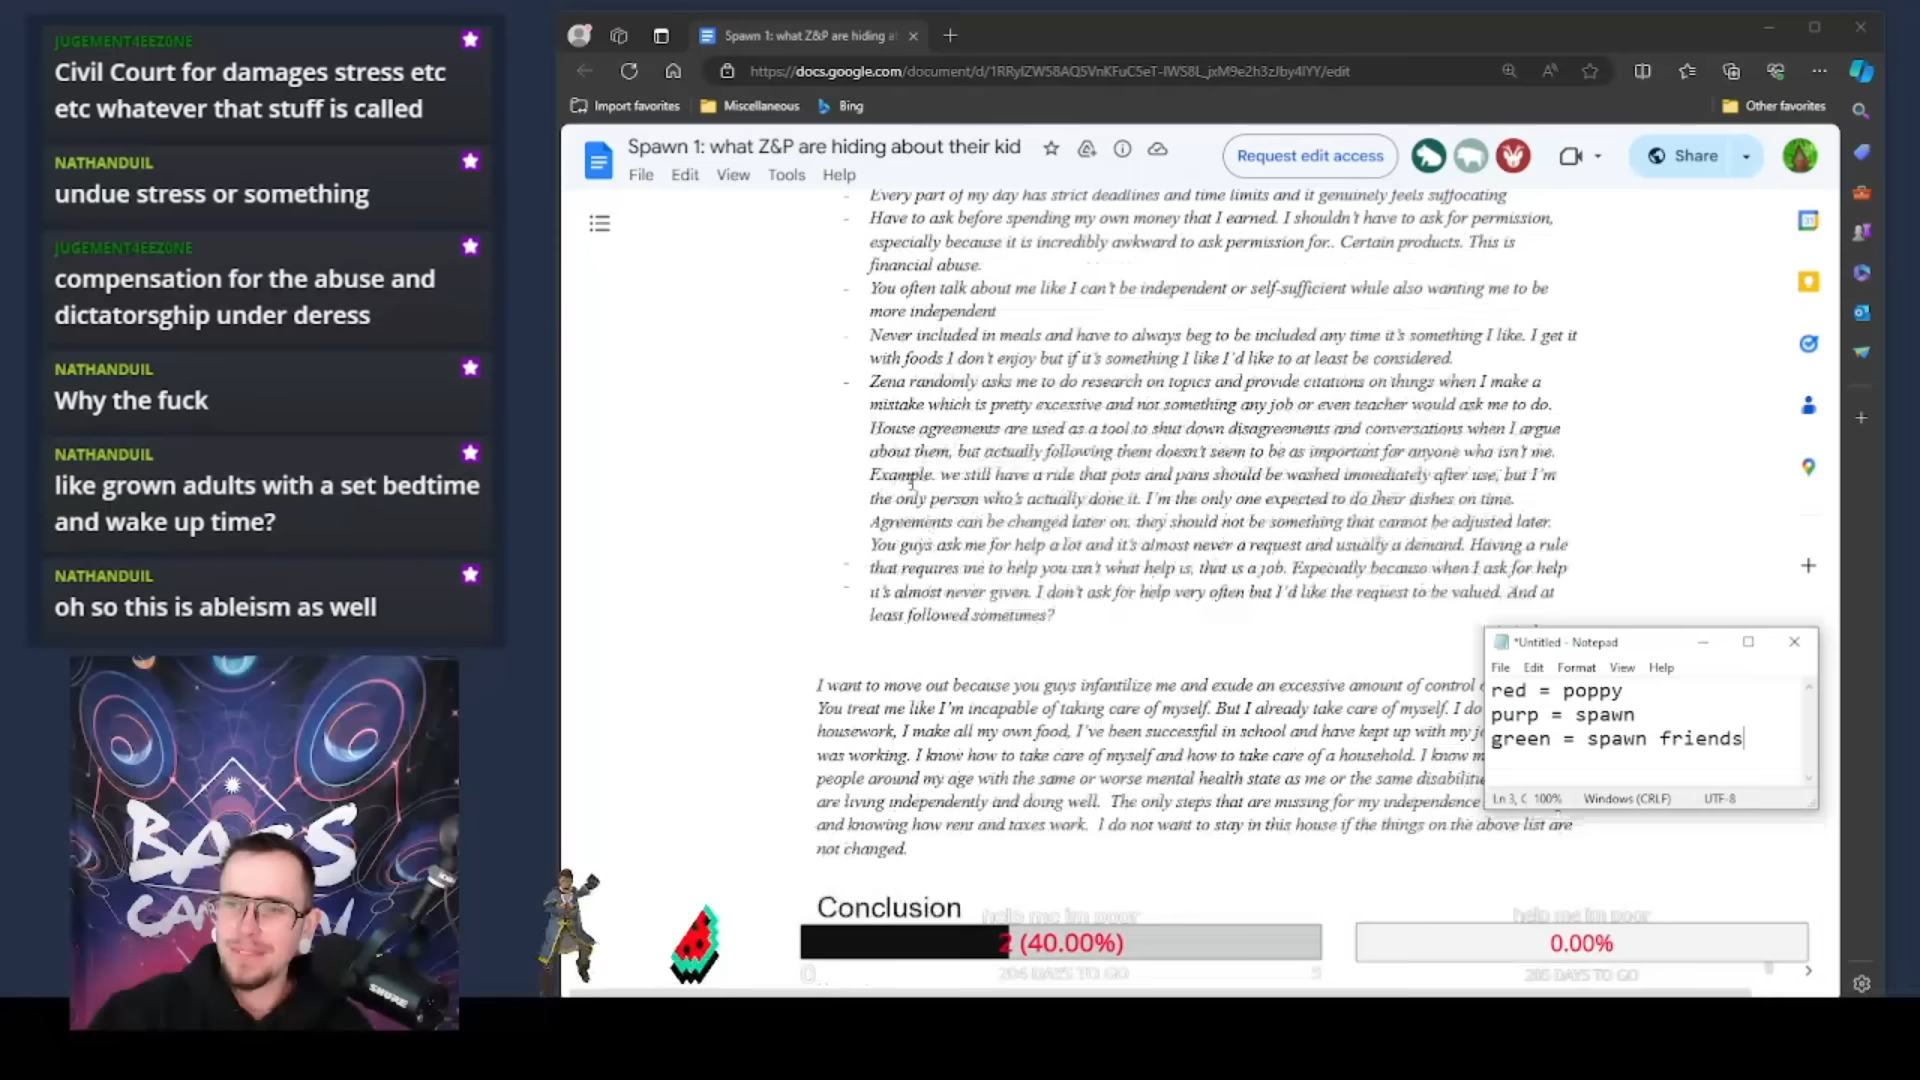 JUGEMENT4EEZ0NE
Civil Court for damages stress etc
etc whatever that stuff is called
NATHANDUIL
undue stress or something
JUGEMENT4EEZ0NE
compensation for the abuse and
dictatorsghip under deress
NATHANDUIL
Why the fuck
NATHANDUIL
like grown adults with a set bedtime
and wake up time?
NATHANDUIL
oh so this is ableism as well
BASS
CANYON
SHURE
Spawn 1: what Z&P are hiding a
https://docs.google.com/document/d/1RRyIZW58AQ5VnKFuC5eT-IWS8L_jxM9e2h3zJby4IYY/edit
Import favorites
Miscellaneous
Bing
Other favorites
Spawn 1: what Z&P are hiding about their kid
File Edit View Tools Help
Request edit access
Share
- Every part of my day has strict deadlines and time limits and it genuinely feels suffocating
- Have to ask before spending my own money that I earned. I shouldn't have to ask for permission,
especially because it is incredibly awkward to ask permission for.. Certain products. This is
financial abuse.
- You often talk about me like I can't be independent or self-sufficient while also wanting me to be
more independent
- Never included in meals and have to always beg to be included any time it's something I like. I get it
with foods I don't enjoy but if it's something I like I'd like to at least be considered.
- Zena randomly asks me to do research on topics and provide citations on things when I make a
mistake which is pretty excessive and not something any job or even teacher would ask me to do.
House agreements are used as a tool to shut down disagreements and conversations when I argue
about them, but actually following them doesn't seem to be as important for anyone who isn't me.
Example. we still have a rule that pots and pans should be washed immediately after use, but I'm
the only person who's actually done it. I'm the only one expected to do their dishes on time.
Agreements can be changed later on. they should not be something that cannot be adjusted later.
You guys ask me for help a lot and it's almost never a request and usually a demand. Having a rule
- that requires me to help you isn't what help is, that is a job. Especially because when I ask for help
- it's almost never given. I don't ask for help very often but I'd like the request to be valued. And at
least followed sometimes?
I want to move out because you guys infantilize me and exude an excessive amount of control
You treat me like I'm incapable of taking care of myself. But I already take care of myself. I do
housework, I make all my own food, I've been successful in school and have kept up with my
was working. I know how to take care of myself and how to take care of a household. I know
people around my age with the same or worse mental health state as me or the same
are living independently and doing well. The only steps that are missing for my independence
and knowing how rent and taxes work. I do not want to stay in this house if the things on the above list are
not changed.
Conclusion
*Untitled - Notepad
File Edit Format View Help
red = poppy
purp = spawn
green = spawn friends
Ln 3, C 100% Windows (CRLF) UTF-8
help me im poor
2 (40.00%)
0 204 DAYS TO GO 5
help me im poor
0.00%
205 DAYS TO GO